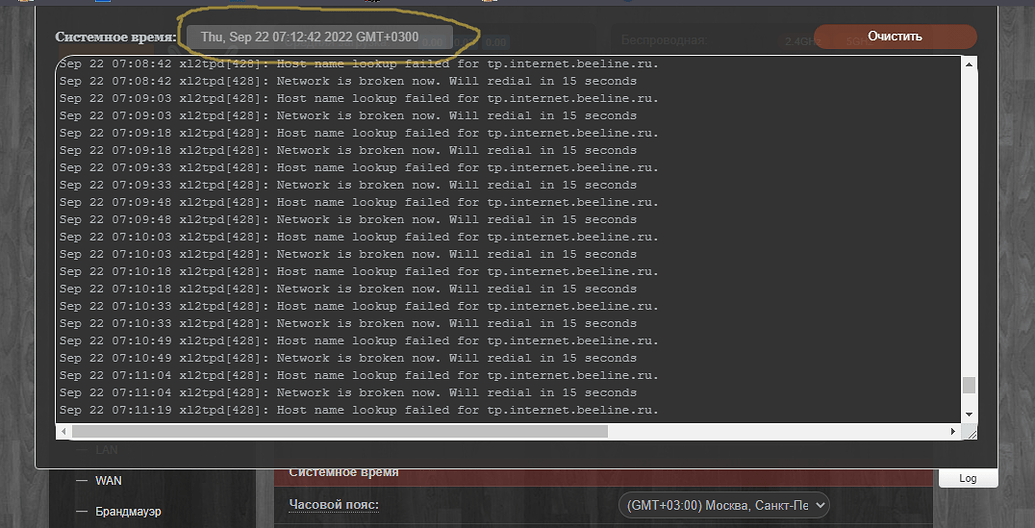 Системное время: Thu, Sep 22 07:12:42 2022 GMT+0300
Беспроводная 2.4GHz 5GHz
Очистить
Sep 22 07:08:42 xl2tpd[428]: Host name lookup failed for tp.internet.beeline.ru.
Sep 22 07:08:42 xl2tpd[428]: Network is broken now. Will redial in 15 seconds
Sep 22 07:09:03 xl2tpd[428]: Host name lookup failed for tp.internet.beeline.ru.
Sep 22 07:09:03 xl2tpd[428]: Network is broken now. Will redial in 15 seconds
Sep 22 07:09:18 xl2tpd[428]: Host name lookup failed for tp.internet.beeline.ru.
Sep 22 07:09:18 xl2tpd[428]: Network is broken now. Will redial in 15 seconds
Sep 22 07:09:33 xl2tpd[428]: Host name lookup failed for tp.internet.beeline.ru.
Sep 22 07:09:33 xl2tpd[428]: Network is broken now. Will redial in 15 seconds
Sep 22 07:09:48 xl2tpd[428]: Host name lookup failed for tp.internet.beeline.ru.
Sep 22 07:09:48 xl2tpd[428]: Network is broken now. Will redial in 15 seconds
Sep 22 07:10:03 xl2tpd[428]: Host name lookup failed for tp.internet.beeline.ru.
Sep 22 07:10:03 xl2tpd[428]: Network is broken now. Will redial in 15 seconds
Sep 22 07:10:18 xl2tpd[428]: Host name lookup failed for tp.internet.beeline.ru.
Sep 22 07:10:18 xl2tpd[428]: Network is broken now. Will redial in 15 seconds
Sep 22 07:10:33 xl2tpd[428]: Host name lookup failed for tp.internet.beeline.ru.
Sep 22 07:10:33 xl2tpd[428]: Network is broken now. Will redial in 15 seconds
Sep 22 07:10:49 xl2tpd[428]: Host name lookup failed for tp.internet.beeline.ru.
Sep 22 07:10:49 xl2tpd[428]: Network is broken now. Will redial in 15 seconds
Sep 22 07:11:04 xl2tpd[428]: Host name lookup failed for tp.internet.beeline.ru.
Sep 22 07:11:04 xl2tpd[428]: Network is broken now. Will redial in 15 seconds
Sep 22 07:11:19 xl2tpd[428]: Host name lookup failed for tp.internet.beeline.ru.
LAN
WAN
Брандмауэр
Системное время
Log
Часовой пояс: (GMT+03:00) Москва, Санкт-Пе